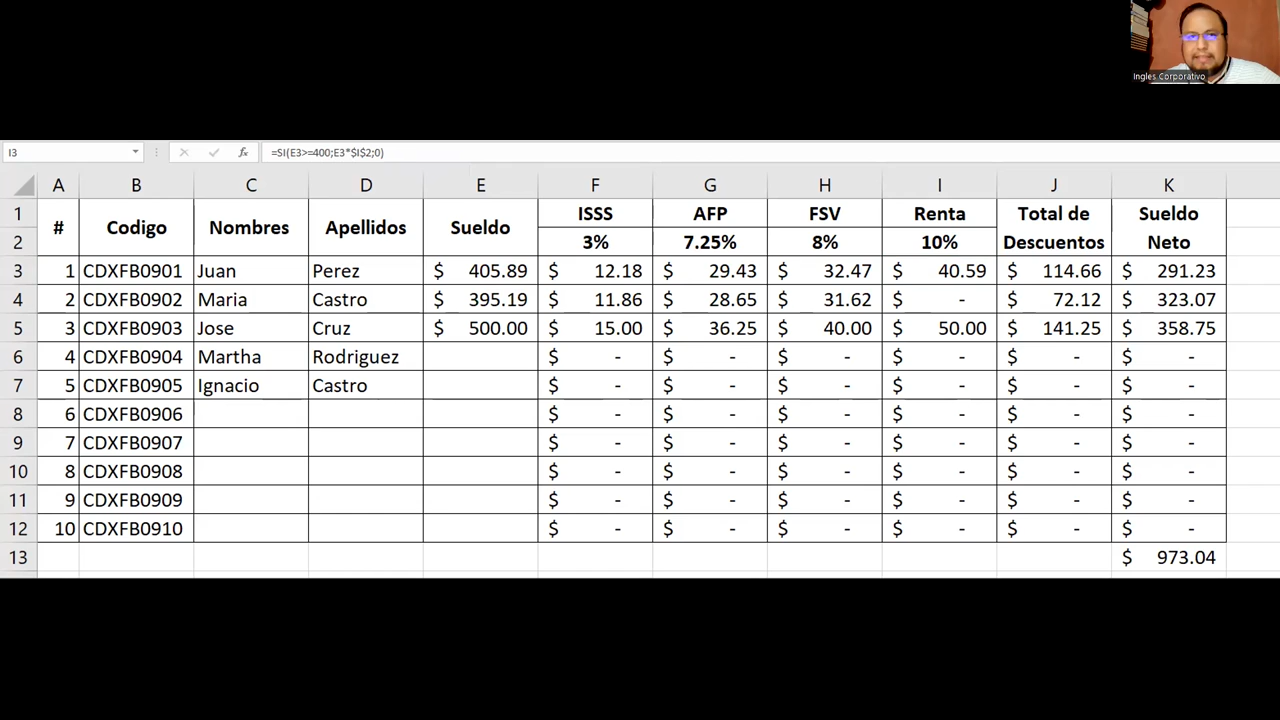 Ingles Corporativo
I3 =SI(E3>=400;E3*$I$2;0)
A B C D E F G H I J K
1 # Codigo Nombres Apellidos Sueldo ISSS AFP FSV Renta Total de Sueldo
2 3% 7.25% 8% 10% Descuentos Neto
3 1 CDXFB0901 Juan Perez $ 405.89 $ 12.18 $ 29.43 $ 32.47 $ 40.59 $ 114.66 $ 291.23
4 2 CDXFB0902 Maria Castro $ 395.19 $ 11.86 $ 28.65 $ 31.62 $ - $ 72.12 $ 323.07
5 3 CDXFB0903 Jose Cruz $ 500.00 $ 15.00 $ 36.25 $ 40.00 $ 50.00 $ 141.25 $ 358.75
6 4 CDXFB0904 Martha Rodriguez $ - $ - $ - $ - $ - $ -
7 5 CDXFB0905 Ignacio Castro $ - $ - $ - $ - $ - $ -
8 6 CDXFB0906 $ - $ - $ - $ - $ - $ -
9 7 CDXFB0907 $ - $ - $ - $ - $ - $ -
10 8 CDXFB0908 $ - $ - $ - $ - $ - $ -
11 9 CDXFB0909 $ - $ - $ - $ - $ - $ -
12 10 CDXFB0910 $ - $ - $ - $ - $ - $ -
13 $ 973.04